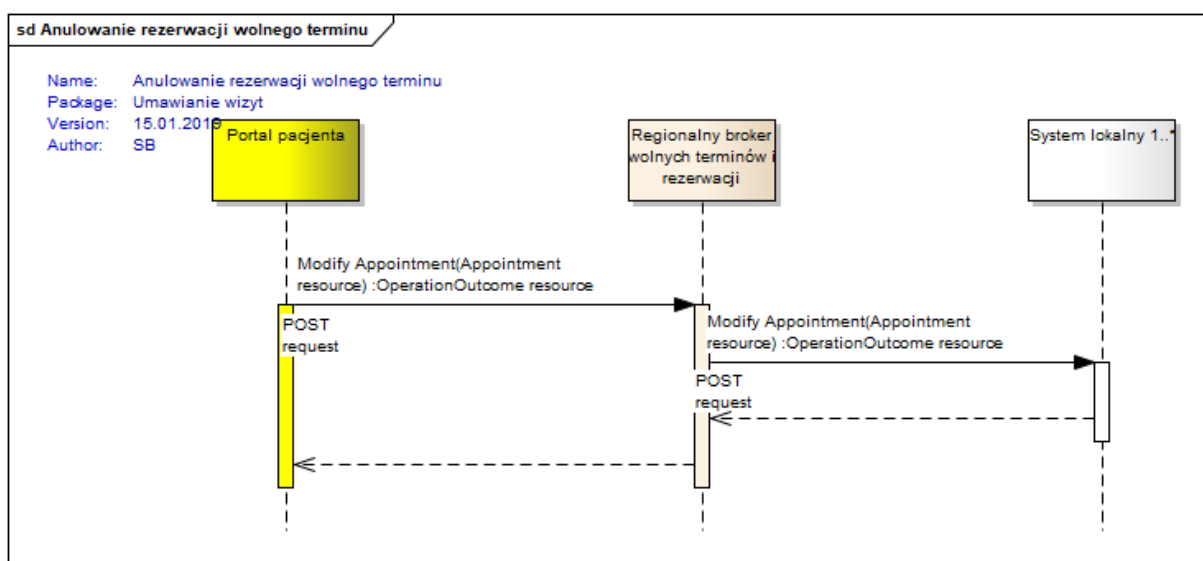 sd Anulowanie rezerwacji wolnego terminu
Name: Anulowanie rezerwacji wolnego terminu
Package: Umawianie wizyt
Version: 15.01.2019
Author: SB
Portal pacjenta
Regionalny broker
wolnych terminów i
rezerwacji
System lokalny 1..*
Modify Appointment(Appointment
resource) :OperationOutcome resource
POST
request
Modify Appointment(Appointment
resource) :OperationOutcome resource
POST
request